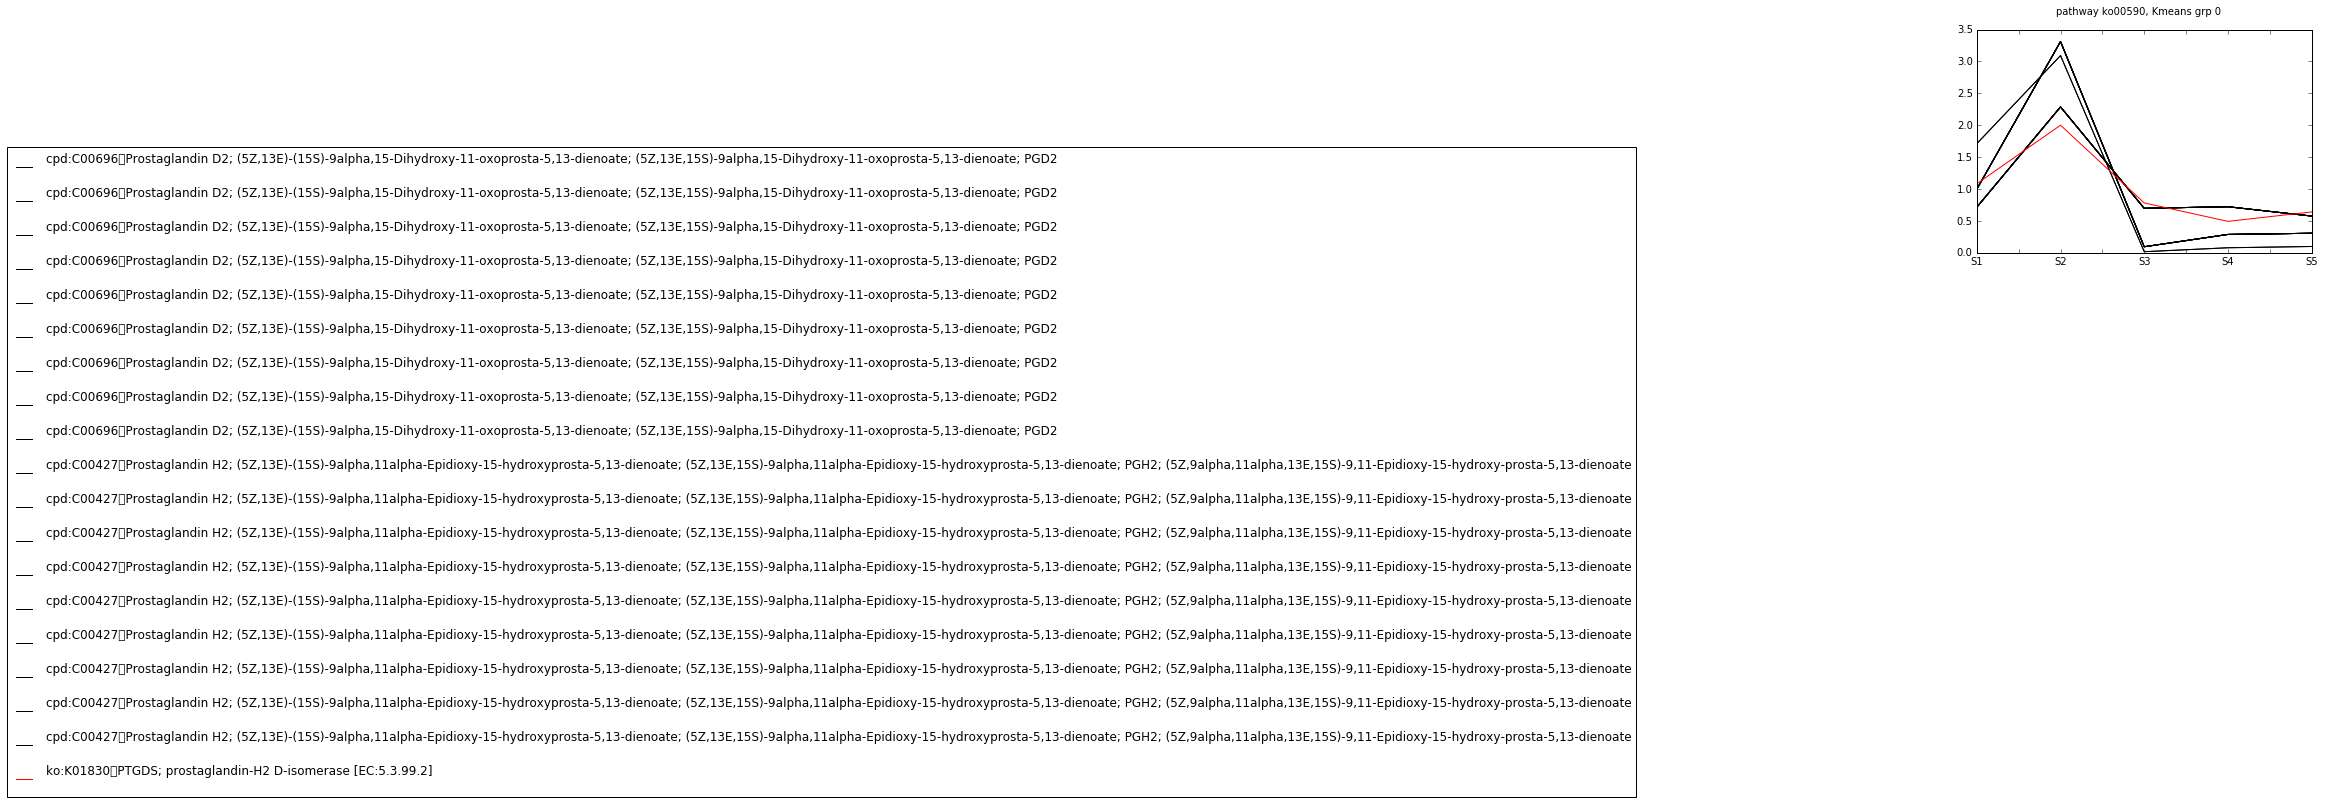 pathway ko00590, Kmeans grp 0
3.5
3.0
2.5
2.0
1.5
1.0
0.5
0.0
S1 S2 S3 S4 S5
cpd:C00696▯Prostaglandin D2; (5Z,13E)-(15S)-9alpha,15-Dihydroxy-11-oxoprosta-5,13-dienoate; (5Z,13E,15S)-9alpha,15-Dihydroxy-11-oxoprosta-5,13-dienoate; PGD2
cpd:C00696▯Prostaglandin D2; (5Z,13E)-(15S)-9alpha,15-Dihydroxy-11-oxoprosta-5,13-dienoate; (5Z,13E,15S)-9alpha,15-Dihydroxy-11-oxoprosta-5,13-dienoate; PGD2
cpd:C00696▯Prostaglandin D2; (5Z,13E)-(15S)-9alpha,15-Dihydroxy-11-oxoprosta-5,13-dienoate; (5Z,13E,15S)-9alpha,15-Dihydroxy-11-oxoprosta-5,13-dienoate; PGD2
cpd:C00696▯Prostaglandin D2; (5Z,13E)-(15S)-9alpha,15-Dihydroxy-11-oxoprosta-5,13-dienoate; (5Z,13E,15S)-9alpha,15-Dihydroxy-11-oxoprosta-5,13-dienoate; PGD2
cpd:C00696▯Prostaglandin D2; (5Z,13E)-(15S)-9alpha,15-Dihydroxy-11-oxoprosta-5,13-dienoate; (5Z,13E,15S)-9alpha,15-Dihydroxy-11-oxoprosta-5,13-dienoate; PGD2
cpd:C00696▯Prostaglandin D2; (5Z,13E)-(15S)-9alpha,15-Dihydroxy-11-oxoprosta-5,13-dienoate; (5Z,13E,15S)-9alpha,15-Dihydroxy-11-oxoprosta-5,13-dienoate; PGD2
cpd:C00696▯Prostaglandin D2; (5Z,13E)-(15S)-9alpha,15-Dihydroxy-11-oxoprosta-5,13-dienoate; (5Z,13E,15S)-9alpha,15-Dihydroxy-11-oxoprosta-5,13-dienoate; PGD2
cpd:C00696▯Prostaglandin D2; (5Z,13E)-(15S)-9alpha,15-Dihydroxy-11-oxoprosta-5,13-dienoate; (5Z,13E,15S)-9alpha,15-Dihydroxy-11-oxoprosta-5,13-dienoate; PGD2
cpd:C00696▯Prostaglandin D2; (5Z,13E)-(15S)-9alpha,15-Dihydroxy-11-oxoprosta-5,13-dienoate; (5Z,13E,15S)-9alpha,15-Dihydroxy-11-oxoprosta-5,13-dienoate; PGD2
cpd:C00427▯Prostaglandin H2; (5Z,13E)-(15S)-9alpha,11alpha-Epidioxy-15-hydroxyprosta-5,13-dienoate; (5Z,13E,15S)-9alpha,11alpha-Epidioxy-15-hydroxyprosta-5,13-dienoate; PGH2; (5Z,9alpha,11alpha,13E,15S)-9,11-Epidioxy-15-hydroxy-prosta-5,13-dienoate
cpd:C00427▯Prostaglandin H2; (5Z,13E)-(15S)-9alpha,11alpha-Epidioxy-15-hydroxyprosta-5,13-dienoate; (5Z,13E,15S)-9alpha,11alpha-Epidioxy-15-hydroxyprosta-5,13-dienoate; PGH2; (5Z,9alpha,11alpha,13E,15S)-9,11-Epidioxy-15-hydroxy-prosta-5,13-dienoate
cpd:C00427▯Prostaglandin H2; (5Z,13E)-(15S)-9alpha,11alpha-Epidioxy-15-hydroxyprosta-5,13-dienoate; (5Z,13E,15S)-9alpha,11alpha-Epidioxy-15-hydroxyprosta-5,13-dienoate; PGH2; (5Z,9alpha,11alpha,13E,15S)-9,11-Epidioxy-15-hydroxy-prosta-5,13-dienoate
cpd:C00427▯Prostaglandin H2; (5Z,13E)-(15S)-9alpha,11alpha-Epidioxy-15-hydroxyprosta-5,13-dienoate; (5Z,13E,15S)-9alpha,11alpha-Epidioxy-15-hydroxyprosta-5,13-dienoate; PGH2; (5Z,9alpha,11alpha,13E,15S)-9,11-Epidioxy-15-hydroxy-prosta-5,13-dienoate
cpd:C00427▯Prostaglandin H2; (5Z,13E)-(15S)-9alpha,11alpha-Epidioxy-15-hydroxyprosta-5,13-dienoate; (5Z,13E,15S)-9alpha,11alpha-Epidioxy-15-hydroxyprosta-5,13-dienoate; PGH2; (5Z,9alpha,11alpha,13E,15S)-9,11-Epidioxy-15-hydroxy-prosta-5,13-dienoate
cpd:C00427▯Prostaglandin H2; (5Z,13E)-(15S)-9alpha,11alpha-Epidioxy-15-hydroxyprosta-5,13-dienoate; (5Z,13E,15S)-9alpha,11alpha-Epidioxy-15-hydroxyprosta-5,13-dienoate; PGH2; (5Z,9alpha,11alpha,13E,15S)-9,11-Epidioxy-15-hydroxy-prosta-5,13-dienoate
cpd:C00427▯Prostaglandin H2; (5Z,13E)-(15S)-9alpha,11alpha-Epidioxy-15-hydroxyprosta-5,13-dienoate; (5Z,13E,15S)-9alpha,11alpha-Epidioxy-15-hydroxyprosta-5,13-dienoate; PGH2; (5Z,9alpha,11alpha,13E,15S)-9,11-Epidioxy-15-hydroxy-prosta-5,13-dienoate
cpd:C00427▯Prostaglandin H2; (5Z,13E)-(15S)-9alpha,11alpha-Epidioxy-15-hydroxyprosta-5,13-dienoate; (5Z,13E,15S)-9alpha,11alpha-Epidioxy-15-hydroxyprosta-5,13-dienoate; PGH2; (5Z,9alpha,11alpha,13E,15S)-9,11-Epidioxy-15-hydroxy-prosta-5,13-dienoate
cpd:C00427▯Prostaglandin H2; (5Z,13E)-(15S)-9alpha,11alpha-Epidioxy-15-hydroxyprosta-5,13-dienoate; (5Z,13E,15S)-9alpha,11alpha-Epidioxy-15-hydroxyprosta-5,13-dienoate; PGH2; (5Z,9alpha,11alpha,13E,15S)-9,11-Epidioxy-15-hydroxy-prosta-5,13-dienoate
ko:K01830▯PTGDS; prostaglandin-H2 D-isomerase [EC:5.3.99.2]